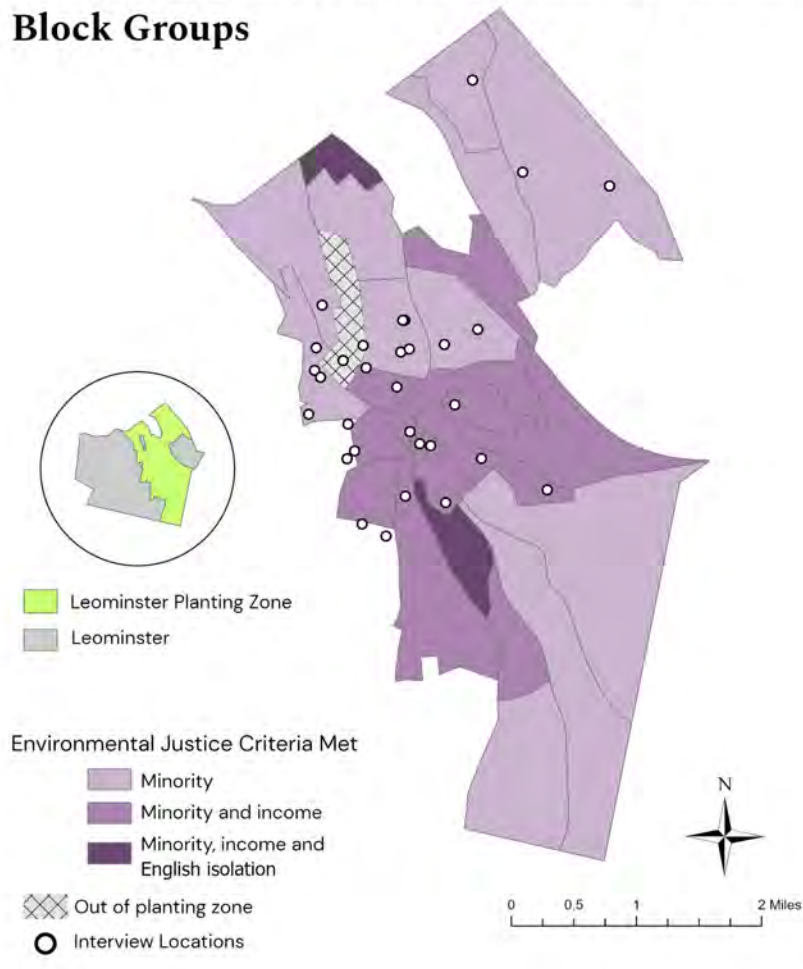 Block Groups
Leominster Planting Zone
Leominster
Environmental Justice Criteria Met
Minority
Minority and income
Minority, income and
English isolation
Out of planting zone
Interview Locations
N
0 0.5 1 2 Miles